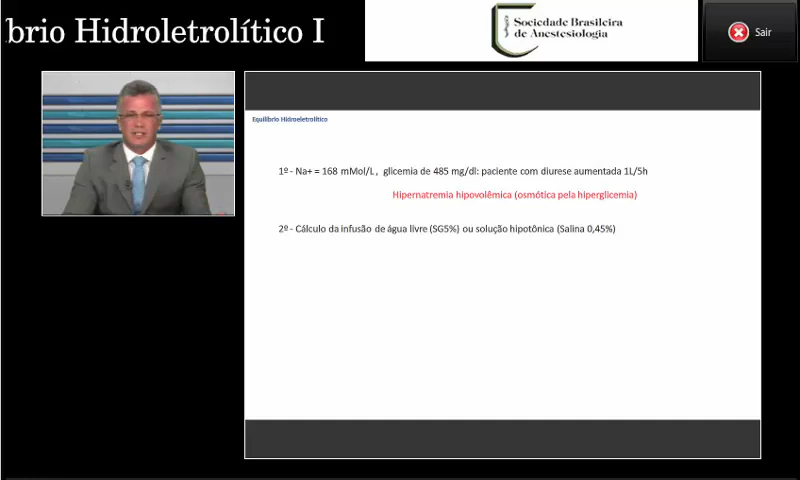 brio Hidroletrolítico I
Sociedade Brasileira
de Anestesiologia
Sair
Equilíbrio Hidroeletrolítico
1º - Na+ = 168 mMol/L , glicemia de 485 mg/dl: paciente com diurese aumentada 1L/5h
Hipernatremia hipovolêmica (osmótica pela hiperglicemia)
2º - Cálculo da infusão de água livre (SG5%) ou solução hipotônica (Salina 0,45%)